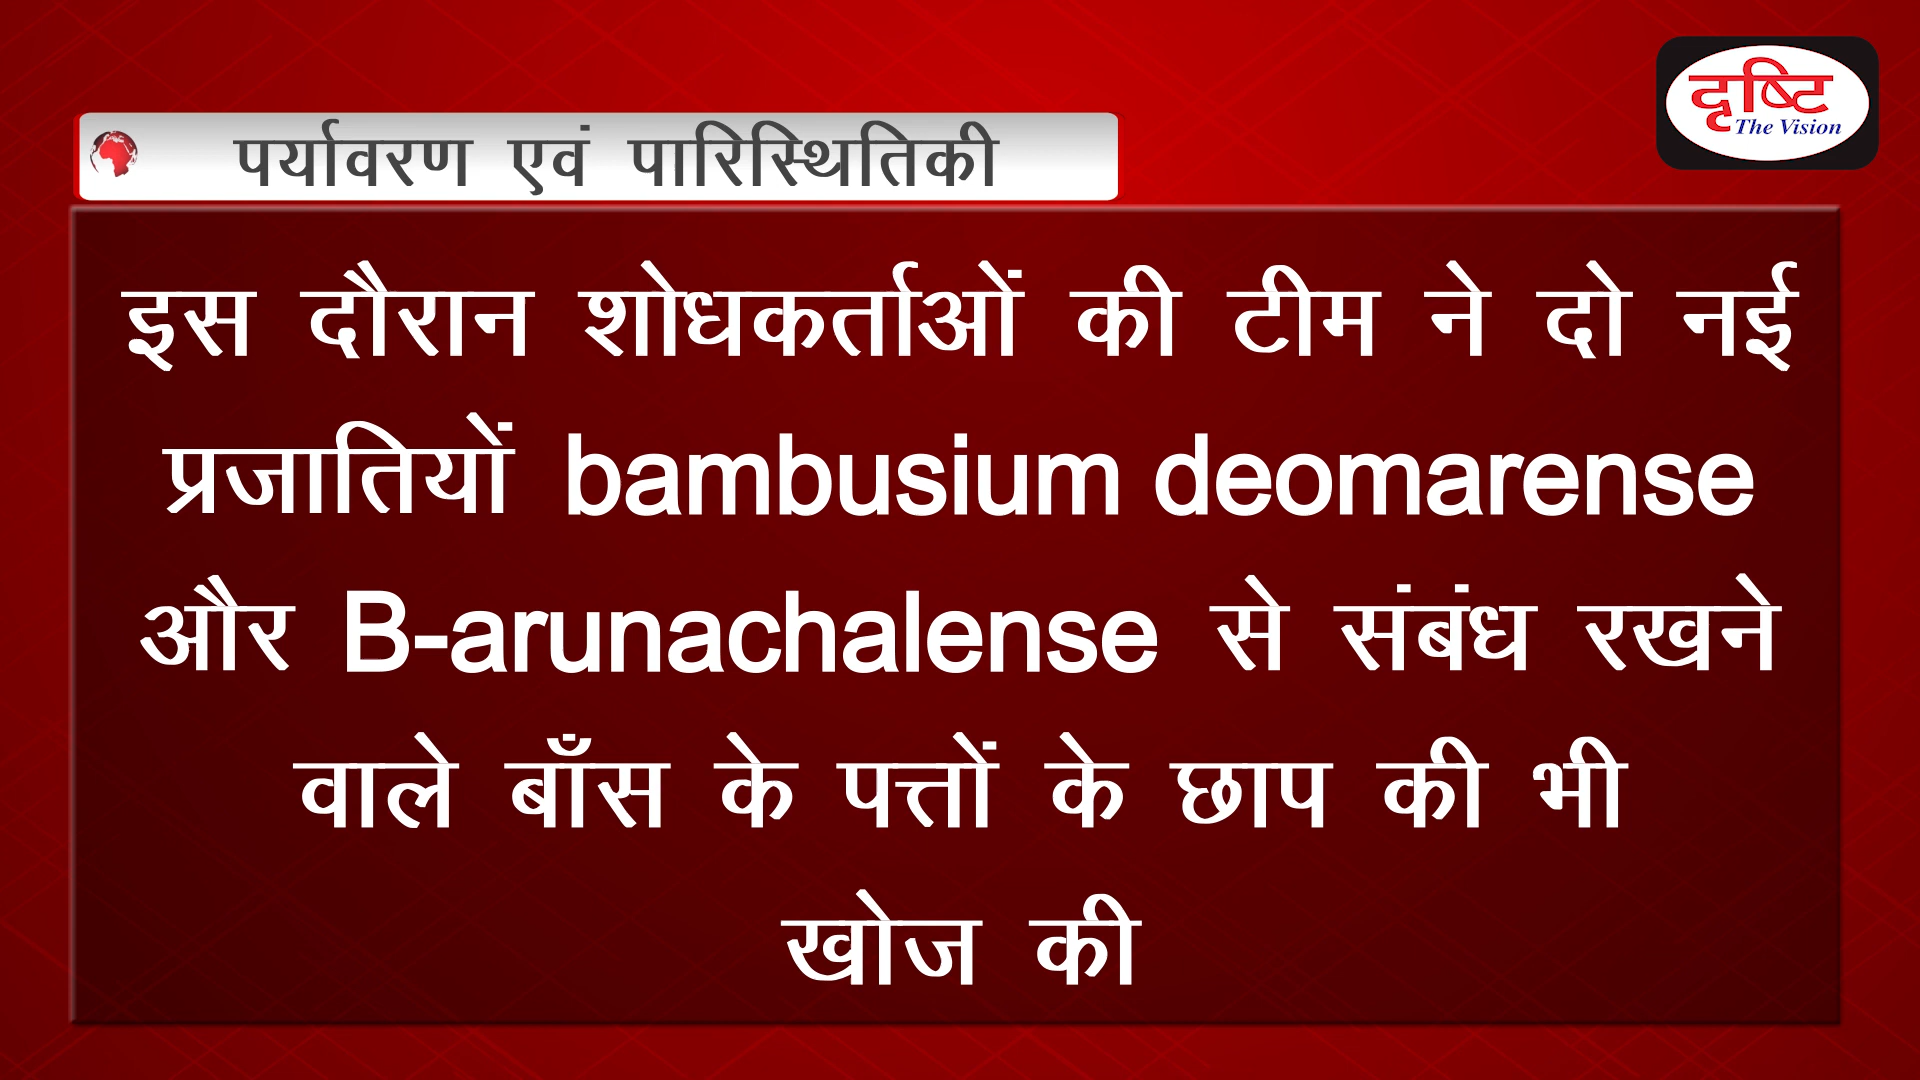 दृष्टि
The Vision
पर्यावरण एवं पारिस्थितिकी
इस दौरान शोधकर्ताओं की टीम ने दो नई
प्रजातियों bambusium deomarense
और B-arunachalense से संबंध रखने
वाले बाँस के पत्तों के छाप की भी
खोज की